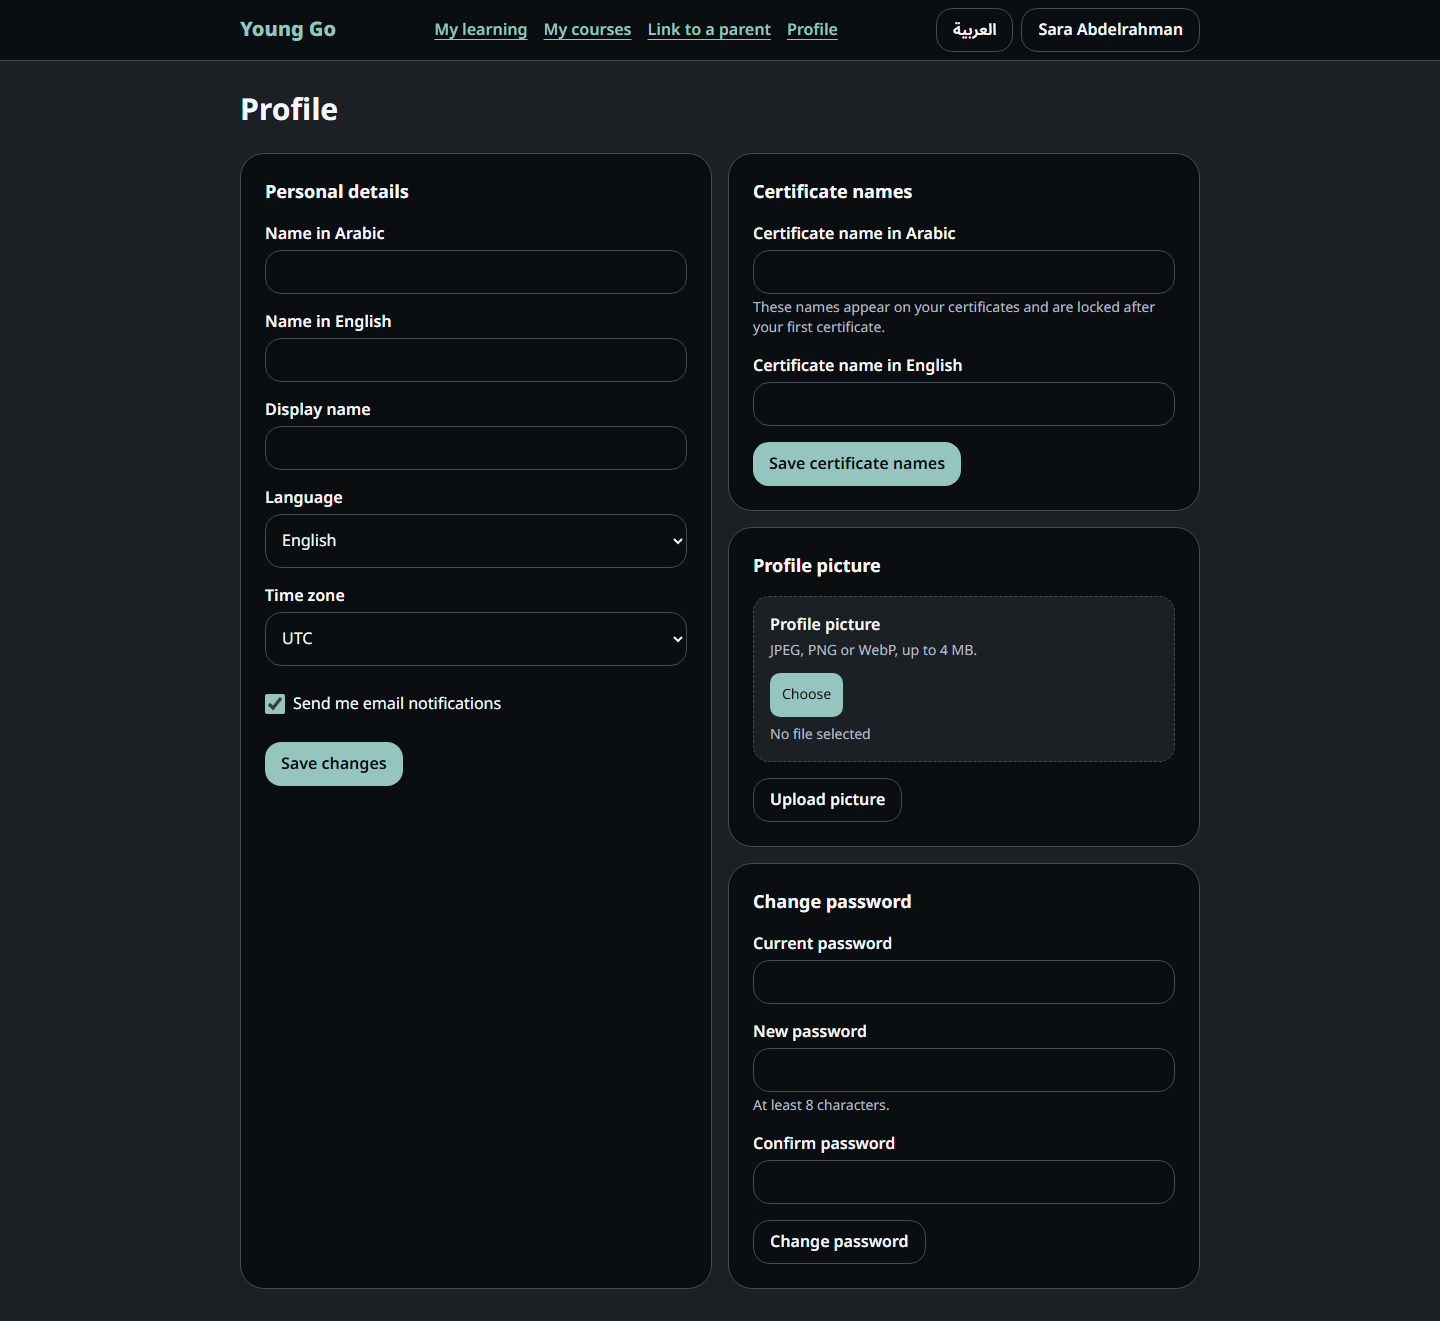 Young Go
My learning
My courses
Link to a parent
Profile
العربية
Sara Abdelrahman
Profile
Personal details
Name in Arabic
Name in English
Display name
Language
English
Time zone
UTC
Send me email notifications
Save changes
Certificate names
Certificate name in Arabic
These names appear on your certificates and are locked after
your first certificate.
Certificate name in English
Save certificate names
Profile picture
Profile picture
JPEG, PNG or WebP, up to 4 MB.
Choose
No file selected
Upload picture
Change password
Current password
New password
At least 8 characters.
Confirm password
Change password